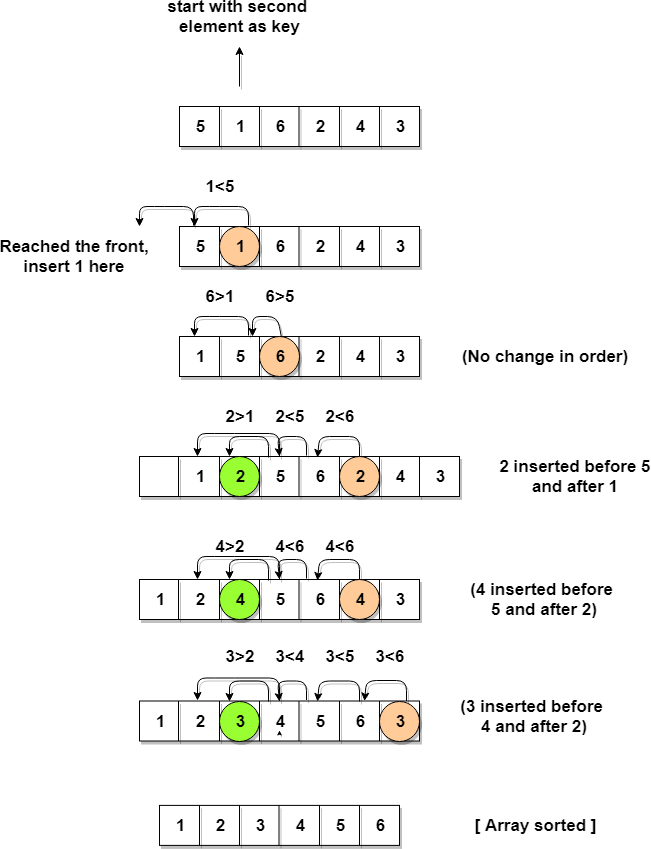 start with second
element as key
5 1 6 2 4 3
1<5
Reached the front,
insert 1 here
5 1 6 2 4 3
6>1 6>5
1 5 6 2 4 3
(No change in order)
2>1 2<5 2<6
1 2 5 6 2 4 3
2 inserted before 5
and after 1
4>2 4<6 4<6
1 2 4 5 6 4 3
(4 inserted before
5 and after 2)
3>2 3<4 3<5 3<6
1 2 3 4 5 6 3
(3 inserted before
4 and after 2)
1 2 3 4 5 6
[ Array sorted ]